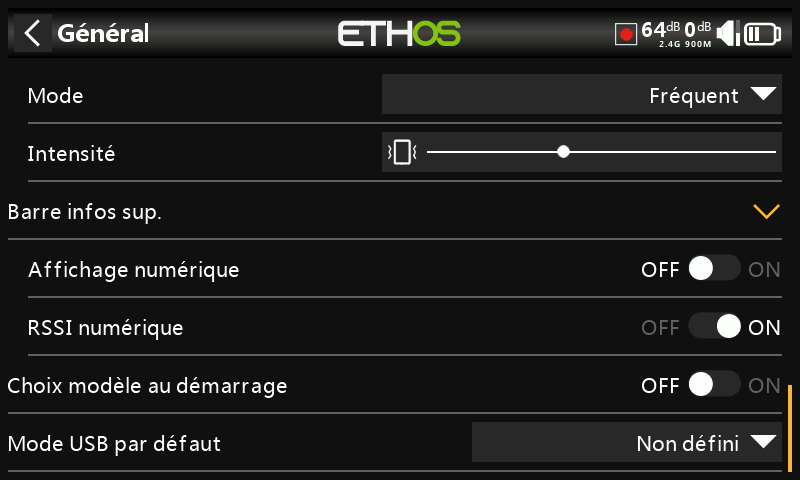 Général
ETHOS
64dB 0dB
2.4G 900M
Mode
Fréquent
Intensité
Barre infos sup.
Affichage numérique
OFF ON
RSSI numérique
OFF ON
Choix modèle au démarrage
OFF ON
Mode USB par défaut
Non défini